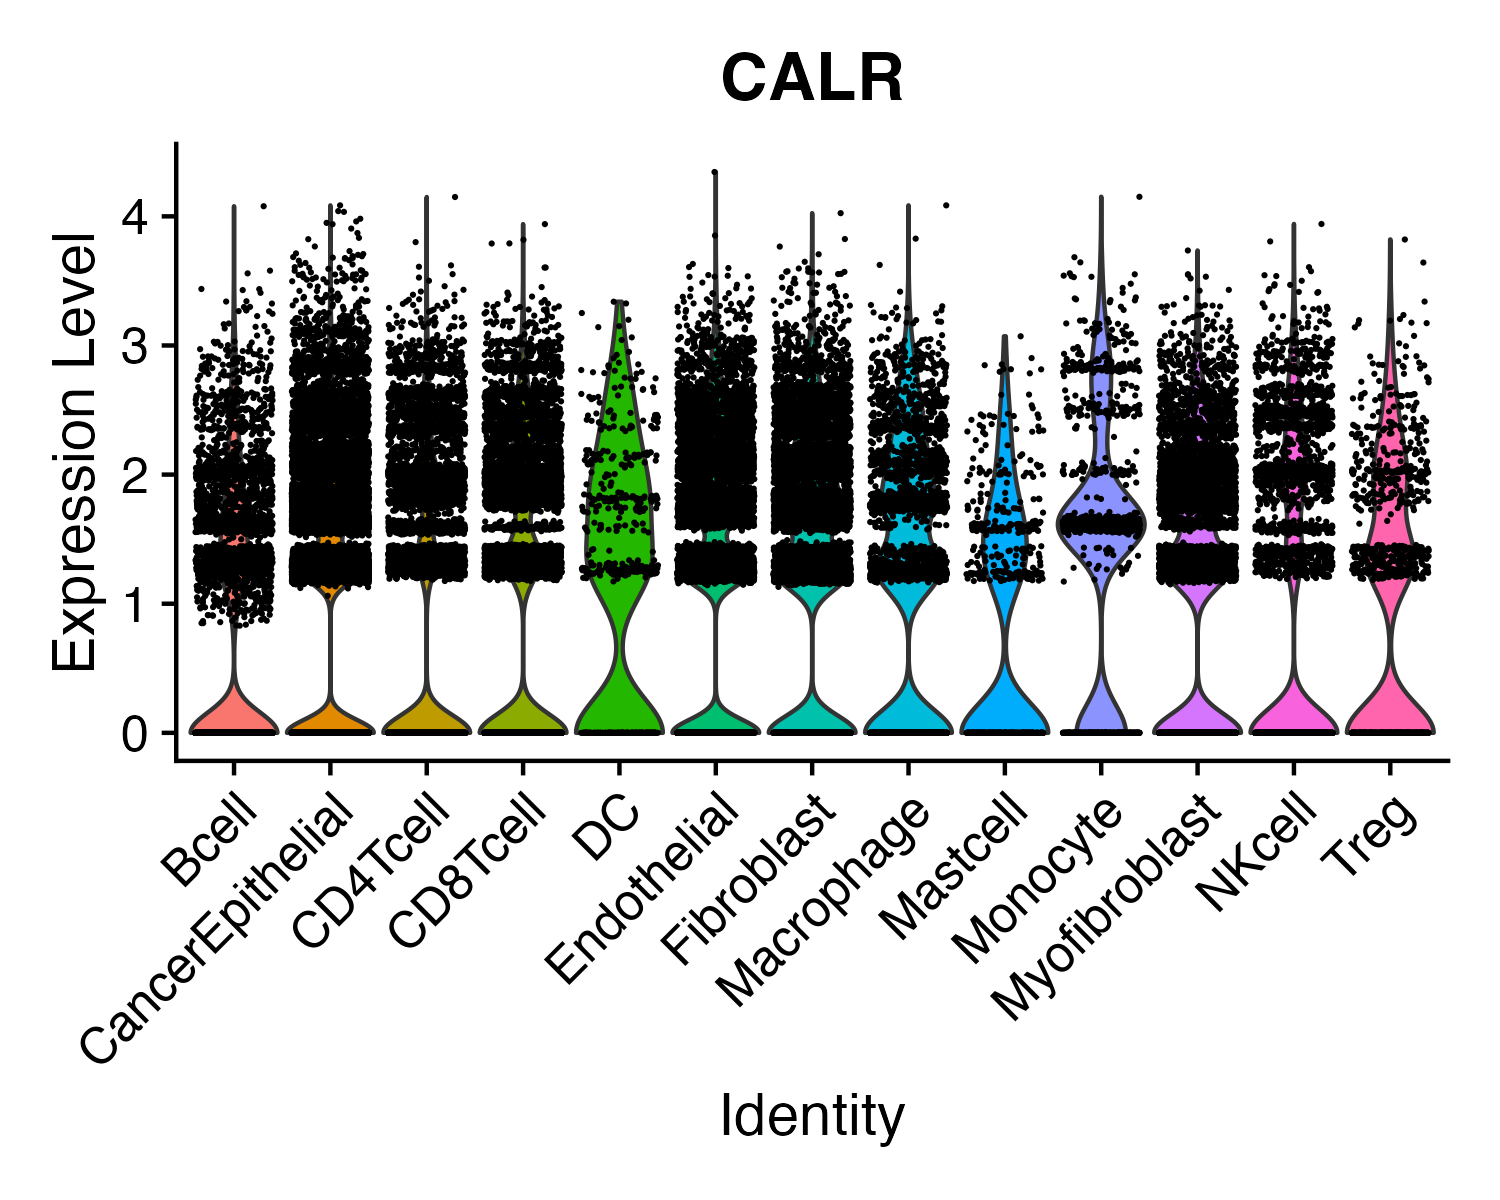 CALR
Expression Level
4
3
2
1
0
Bcell
CancerEpithelial
CD4Tcell
CD8Tcell
DC
Endothelial
Fibroblast
Macrophage
Mastcell
Monocyte
Myofibroblast
NKcell
Treg
Identity